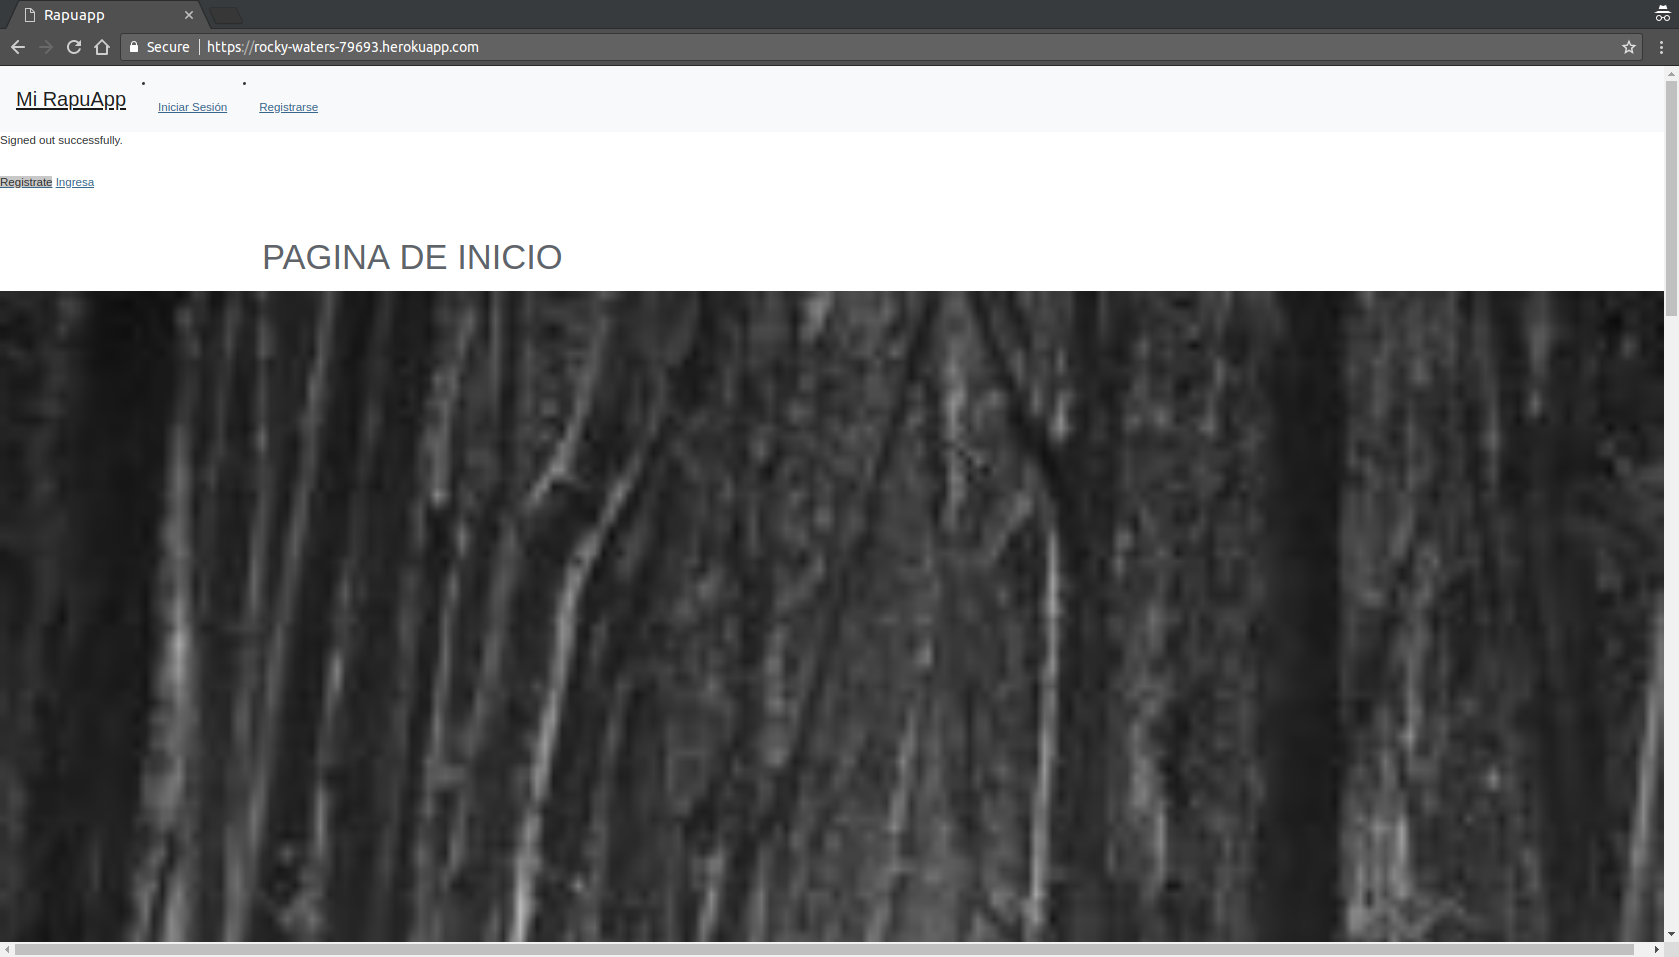 Rapuapp
Secure https://rocky-waters-79693.herokuapp.com
Mi RapuApp
Iniciar Sesión
Registrarse
Signed out successfully.
Registrate Ingresa
PAGINA DE INICIO